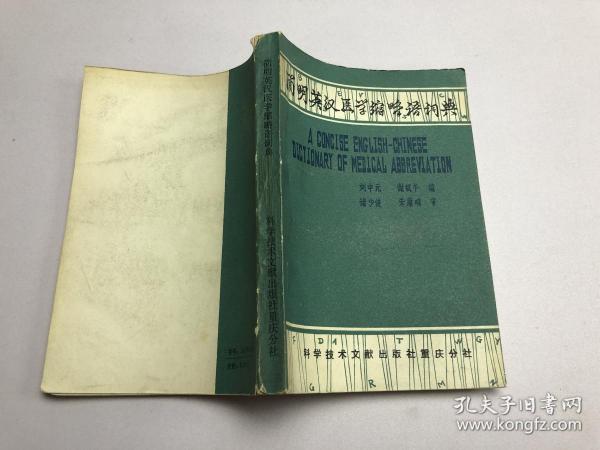 简明英汉医学缩略语词典
A CONCISE ENGLISH-CHINESE
DICTIONARY OF MEDICAL ABBREVIATION
编
审
科学技术文献出版社重庆分社
简明英汉医学缩略语词典
科学技术文献出版社重庆分社
孔夫子旧书网
www.kongfz.com